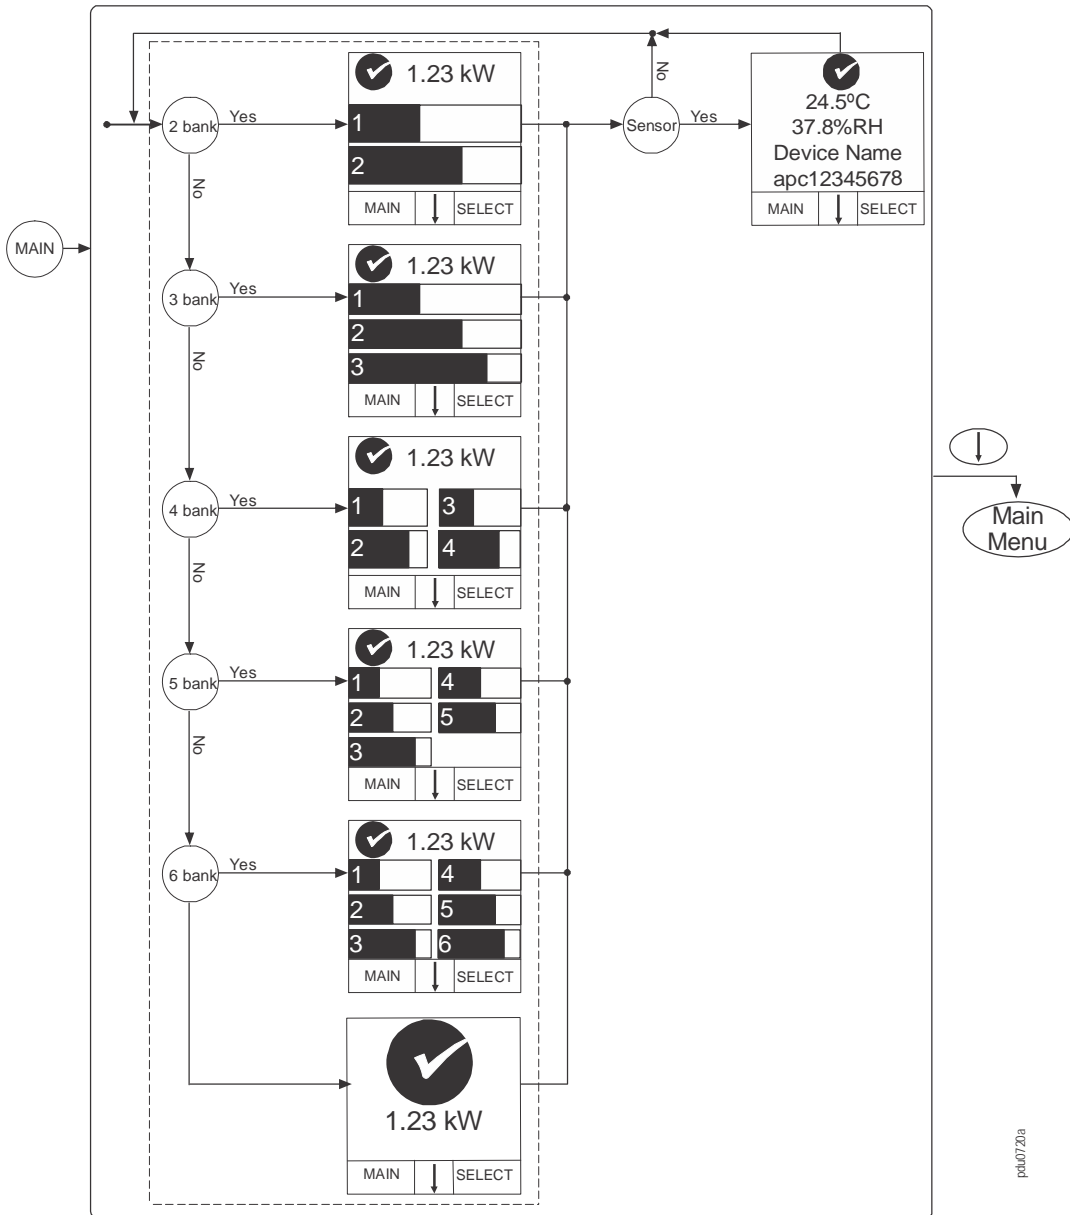 1.23 kW
1
2
MAIN
SELECT
2 bank
Yes
No
Sensor
Yes
No
24.5ºC
37.8%RH
Device Name
apc12345678
MAIN
SELECT
MAIN
3 bank
Yes
No
1.23 kW
1
2
3
MAIN
SELECT
4 bank
Yes
No
1.23 kW
1
3
2
4
MAIN
SELECT
Main
Menu
5 bank
Yes
No
1.23 kW
1
4
2
5
3
MAIN
SELECT
6 bank
Yes
1.23 kW
1
4
2
5
3
6
MAIN
SELECT
1.23 kW
MAIN
SELECT
pdu0720a